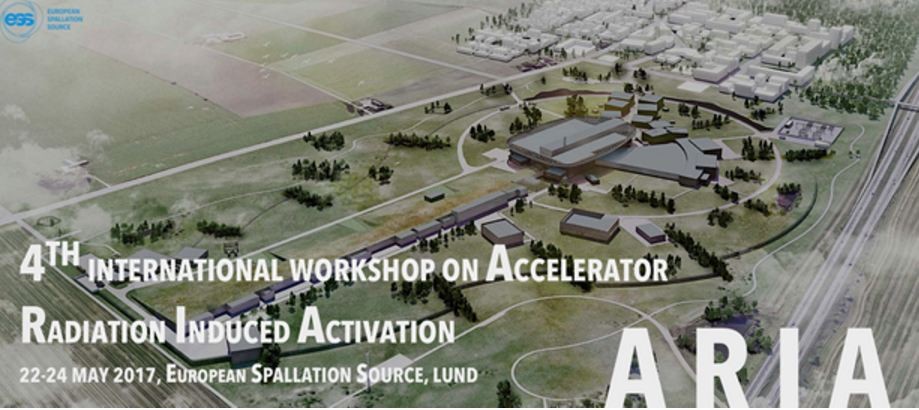 ess
EUROPEAN
SPALLATION
SOURCE
4TH INTERNATIONAL WORKSHOP ON ACCELERATOR
RADIATION INDUCED ACTIVATION
22-24 MAY 2017, EUROPEAN SPALLATION SOURCE, LUND
ARIA